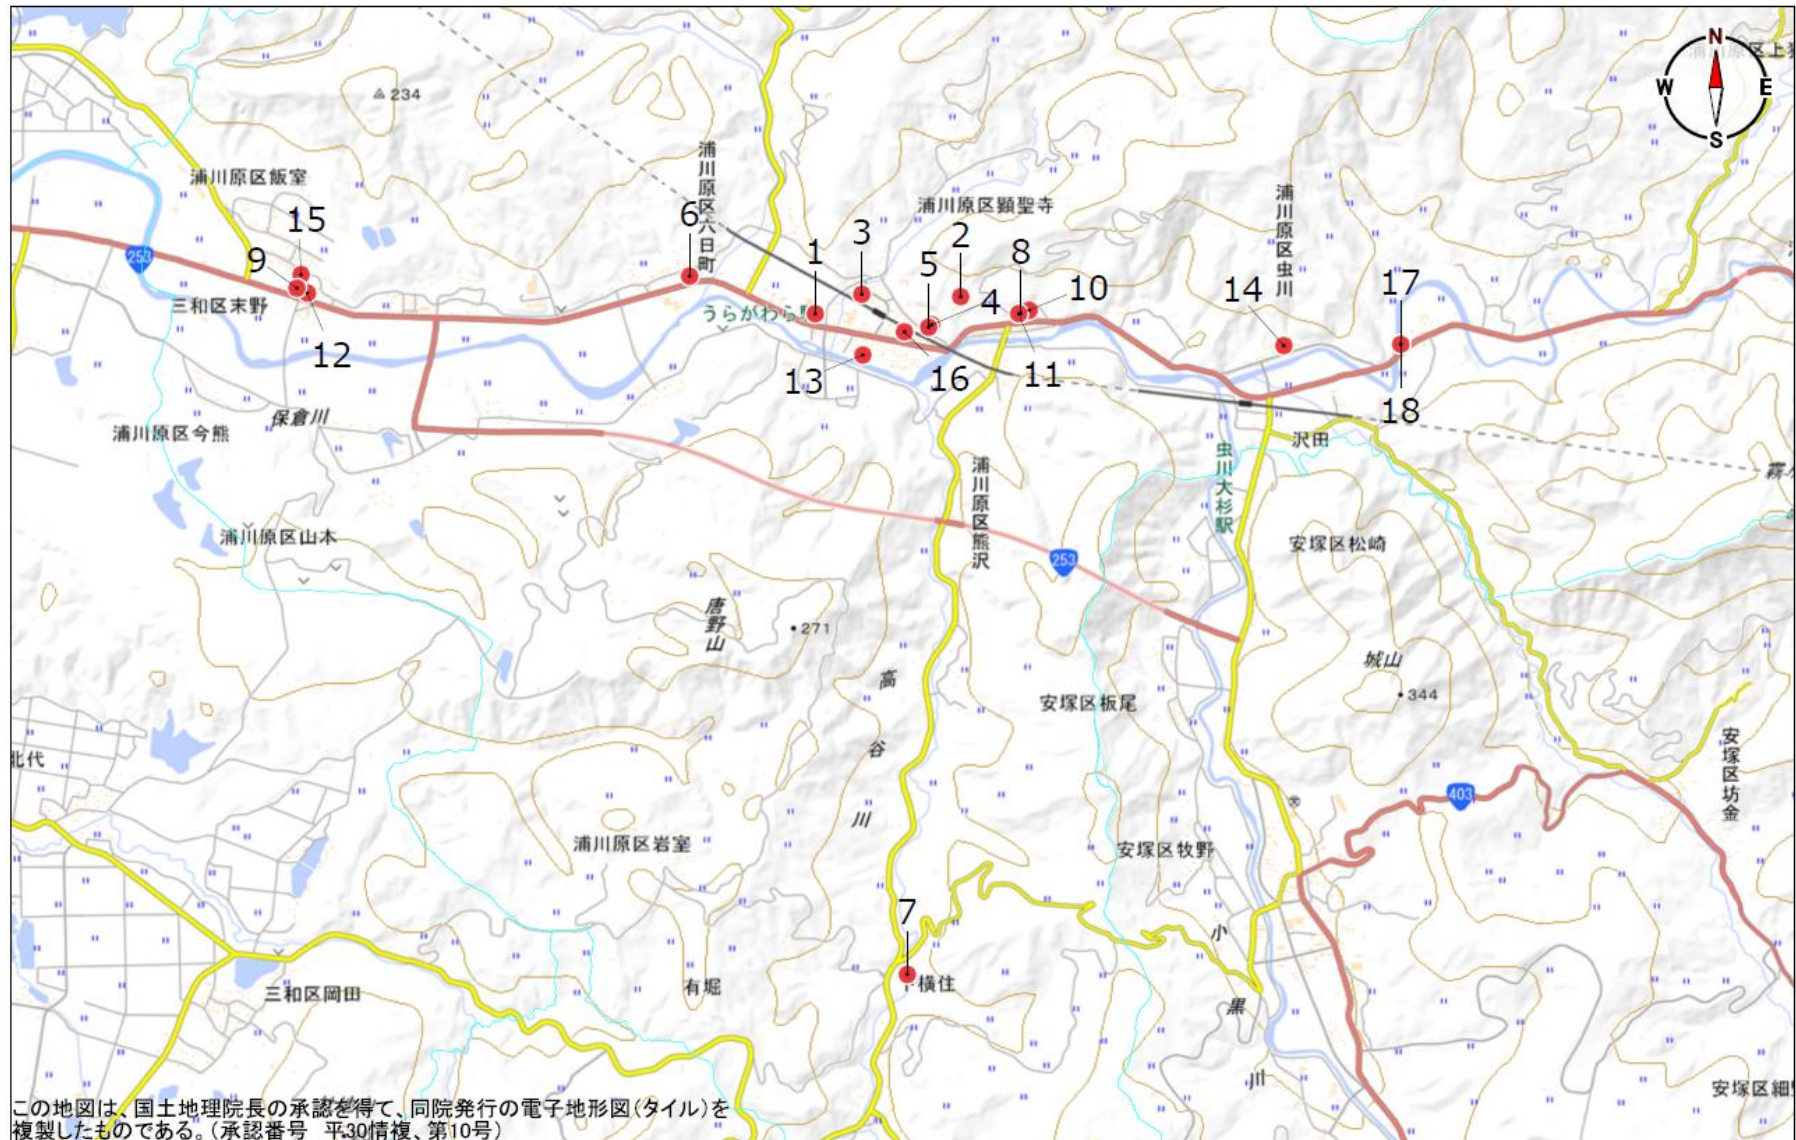 N
W
E
S
234
浦川原区飯室
浦川原区六日町
浦川原区顕聖寺
浦川原区虫川
15
6
3
2
8
1
5
4
10
14
17
9
253
三和区末野
うらがわら
12
13
16
11
18
保倉川
浦川原区今熊
沢田
虫川大杉駅
浦川原区熊沢
浦川原区山本
安塚区松崎
253
唐野山
271
城山
344
高谷川
安塚区板尾
北代
安塚区坊金
403
浦川原区岩室
安塚区牧野
7
小黒川
横住
有堀
三和区岡田
安塚区細
この地図は、国土地理院長の承認を得て、同院発行の電子地形図(タイル)を
複製したものである。(承認番号 平30情複、第10号)